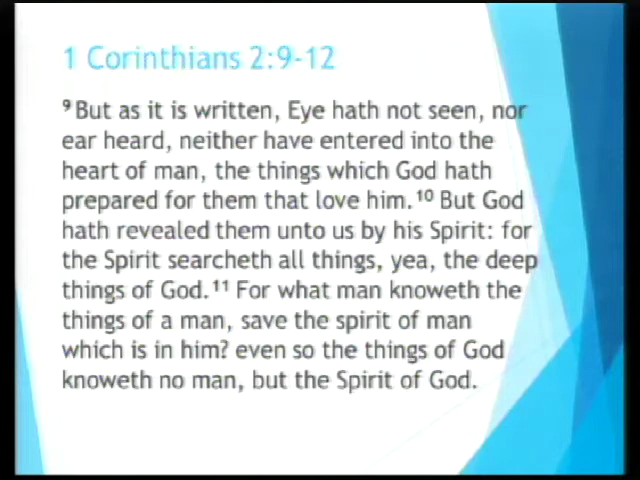 1 Corinthians 2:9-12
⁹ But as it is written, Eye hath not seen, nor
ear heard, neither have entered into the
heart of man, the things which God hath
prepared for them that love him. ¹⁰ But God
hath revealed them unto us by his Spirit: for
the Spirit searcheth all things, yea, the deep
things of God. ¹¹ For what man knoweth the
things of a man, save the spirit of man
which is in him? even so the things of God
knoweth no man, but the Spirit of God.